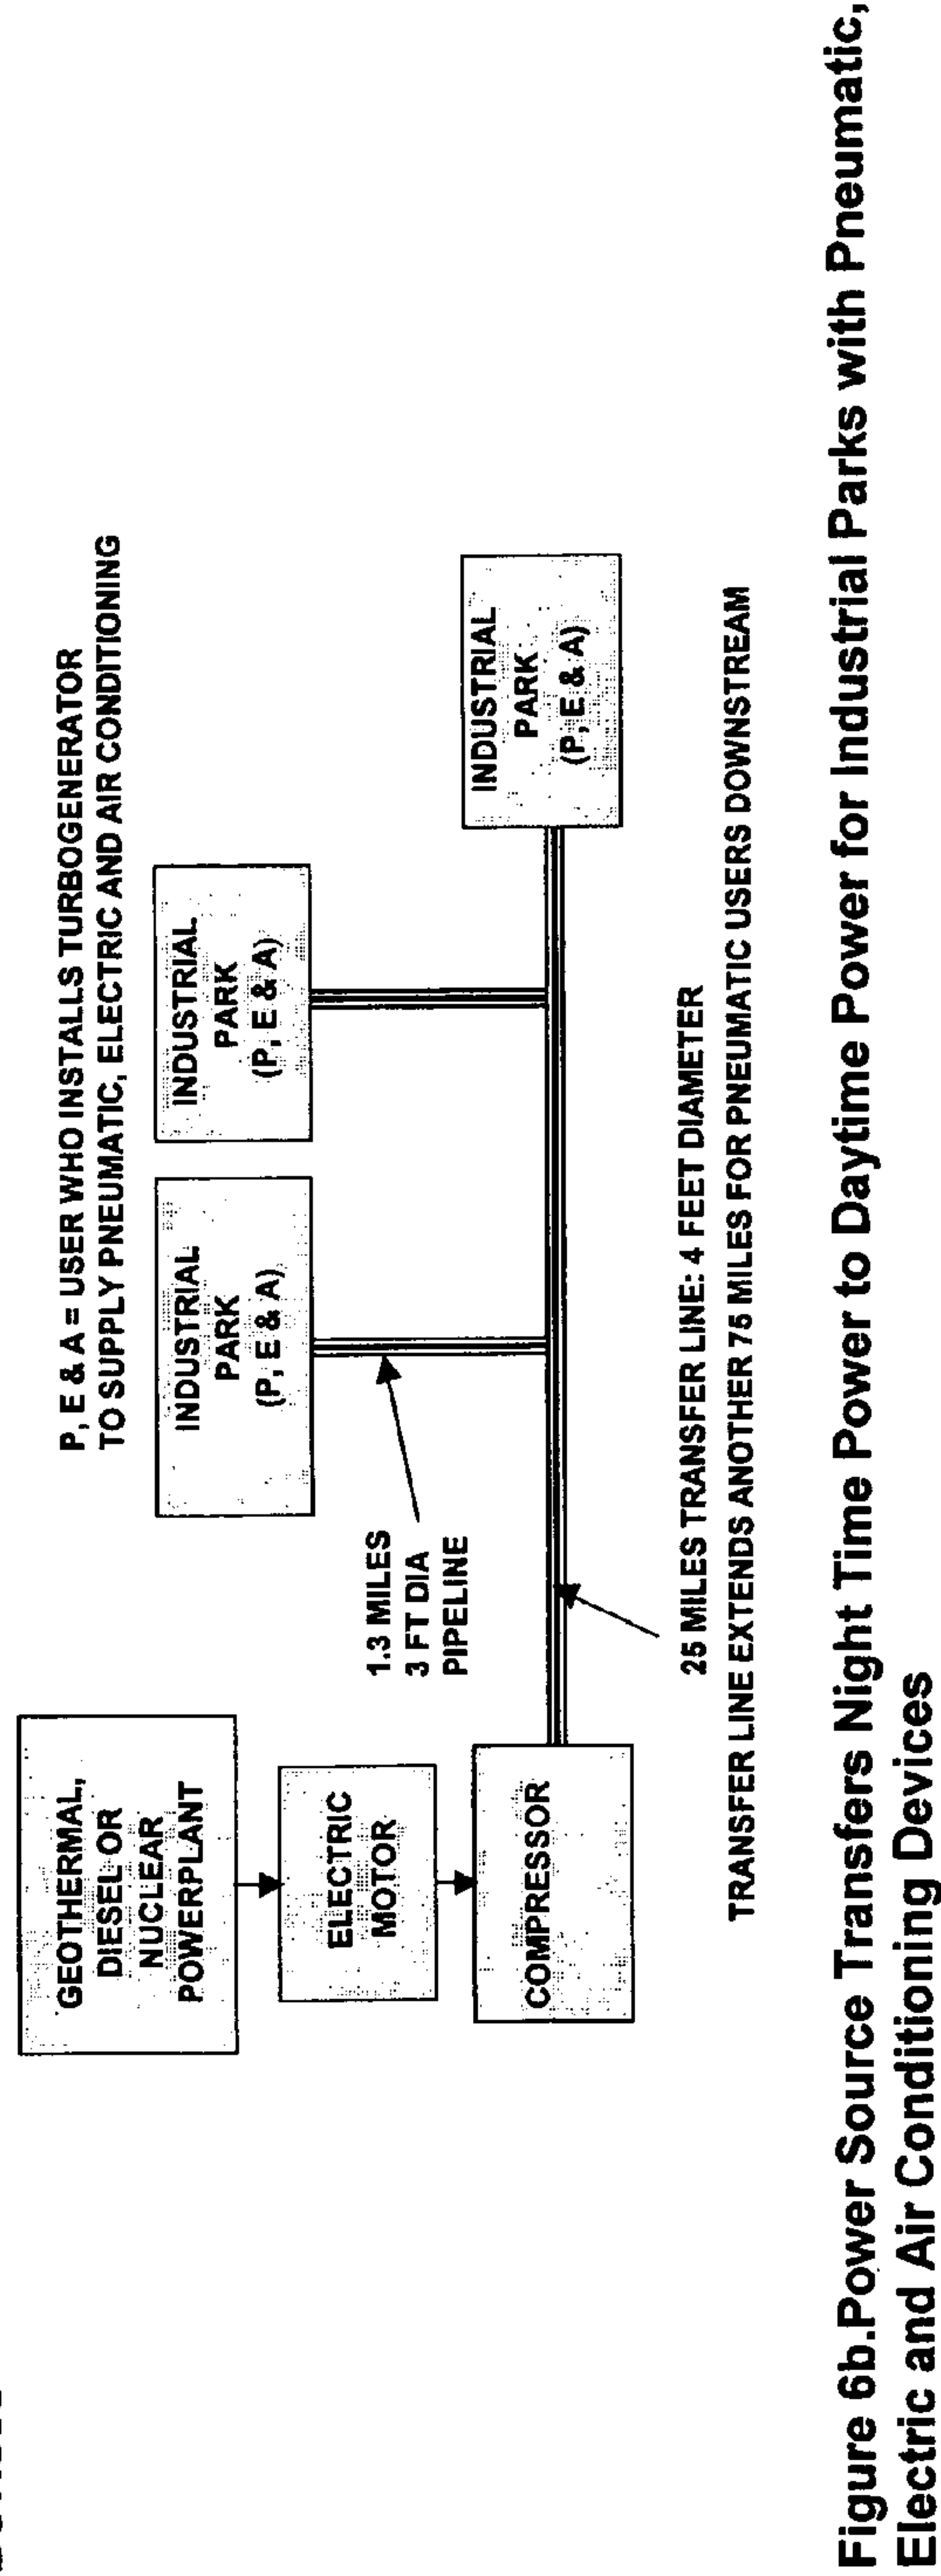 P, E & A = USER WHO INSTALLS TURBOGENERATOR
TO SUPPLY PNEUMATIC, ELECTRIC AND AIR CONDITIONING
GEOTHERMAL,
DIESEL OR
NUCLEAR
POWERPLANT
ELECTRIC
MOTOR
COMPRESSOR
1.3 MILES
3 FT DIA
PIPELINE
INDUSTRIAL
PARK
(P, E & A)
INDUSTRIAL
PARK
(P, E & A)
INDUSTRIAL
PARK
(P, E & A)
25 MILES TRANSFER LINE: 4 FEET DIAMETER
TRANSFER LINE EXTENDS ANOTHER 75 MILES FOR PNEUMATIC USERS DOWNSTREAM
Figure 6b.Power Source Transfers Night Time Power to Daytime Power for Industrial Parks with Pneumatic,
Electric and Air Conditioning Devices